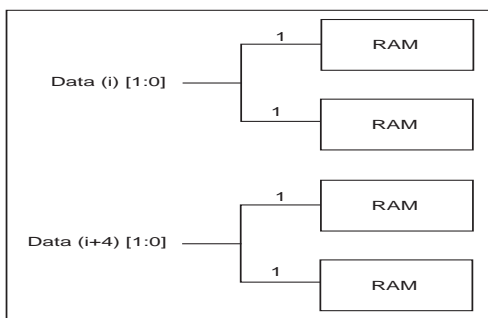 1
RAM
Data (i) [1:0]
1
RAM
1
RAM
Data (i+4) [1:0]
1
RAM